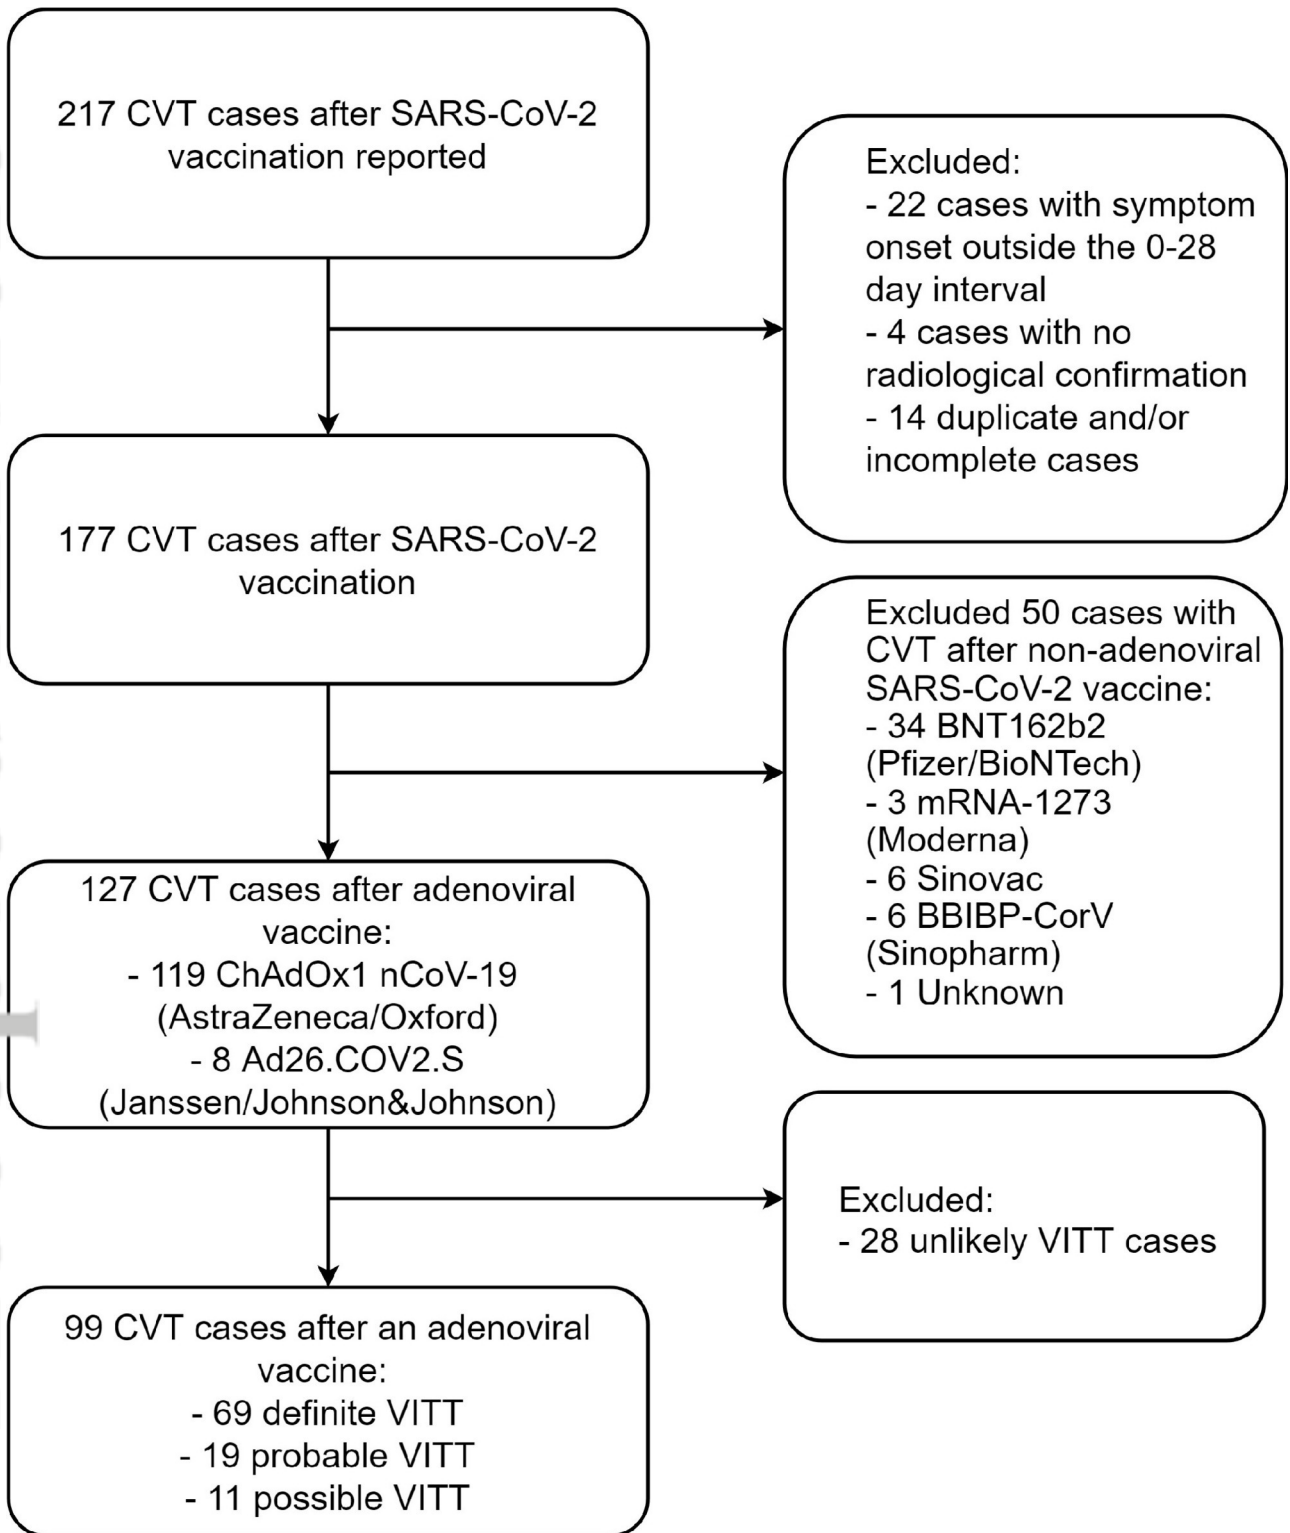 217 CVT cases after SARS-CoV-2
vaccination reported
Excluded:
- 22 cases with symptom
onset outside the 0-28
day interval
- 4 cases with no
radiological confirmation
- 14 duplicate and/or
incomplete cases
177 CVT cases after SARS-CoV-2
vaccination
Excluded 50 cases with
CVT after non-adenoviral
SARS-CoV-2 vaccine:
- 34 BNT162b2
(Pfizer/BioNTech)
- 3 mRNA-1273
(Moderna)
- 6 Sinovac
- 6 BBIBP-CorV
(Sinopharm)
- 1 Unknown
127 CVT cases after adenoviral
vaccine:
- 119 ChAdOx1 nCoV-19
(AstraZeneca/Oxford)
- 8 Ad26.COV2.S
(Janssen/Johnson&Johnson)
Excluded:
- 28 unlikely VITT cases
99 CVT cases after an adenoviral
vaccine:
- 69 definite VITT
- 19 probable VITT
- 11 possible VITT